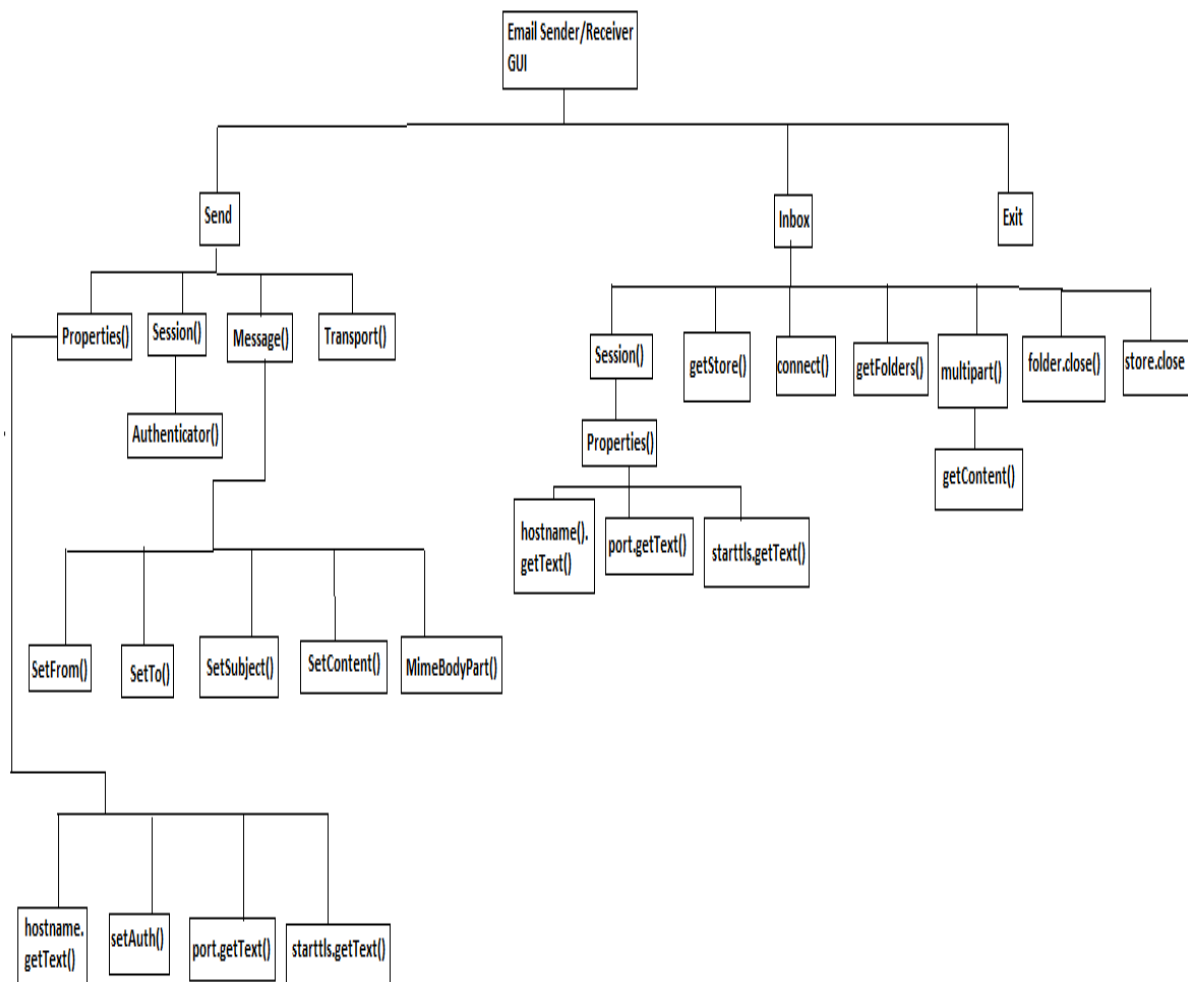 Email Sender/Receiver
GUI
Send
Inbox
Exit
Properties()
Session()
Message()
Transport()
Session()
getStore()
connect()
getFolders()
multipart()
folder.close()
store.close
Authenticator()
Properties()
getContent()
hostname().
getText()
port.getText()
starttls.getText()
SetFrom()
SetTo()
SetSubject()
SetContent()
MimeBodyPart()
hostname.
getText()
setAuth()
port.getText()
starttls.getText()